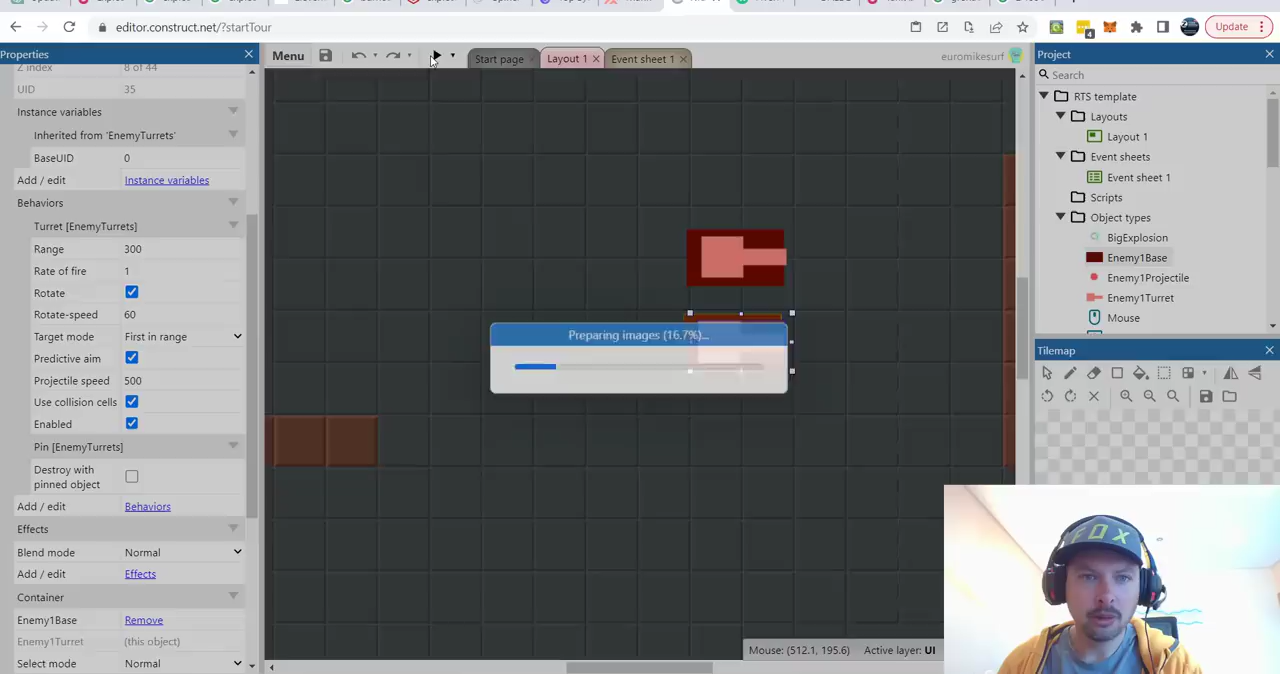 editor.construct.net/?startTour
4
Update
Properties
Menu
Start page
Layout 1
Event sheet 1
euromikesurf
Project
Z index 8 of 44
UID 35
Instance variables
Inherited from 'EnemyTurrets'
BaseUID 0
Add / edit Instance variables
Behaviors
Turret [EnemyTurrets]
Range 300
Rate of fire 1
Rotate
Rotate-speed 60
Target mode First in range
Predictive aim
Projectile speed 500
Use collision cells
Enabled
Pin [EnemyTurrets]
Destroy with
pinned object
Add / edit Behaviors
Effects
Blend mode Normal
Add / edit Effects
Container
Enemy1Base Remove
Enemy1Turret (this object)
Select mode Normal
Preparing images (16.7%)...
Mouse: (512.1, 195.6) Active layer: UI
Search
RTS template
Layouts
Layout 1
Event sheets
Event sheet 1
Scripts
Object types
BigExplosion
Enemy1Base
Enemy1Projectile
Enemy1Turret
Mouse
Tilemap
FOX